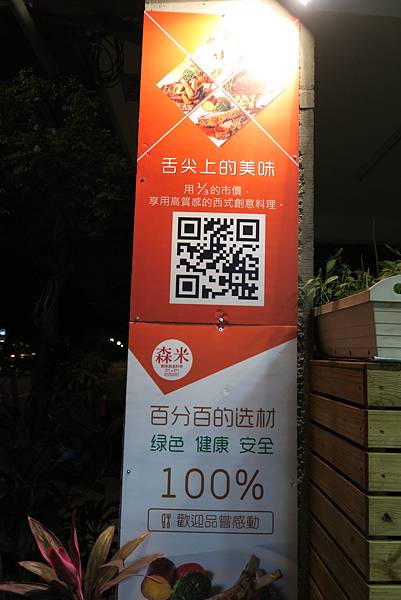 舌尖上的美味
用⅓的市價，
享用高質感的西式創意料理。
森米
百分百的选材
绿色 健康 安全
100%
歡迎品嘗感動